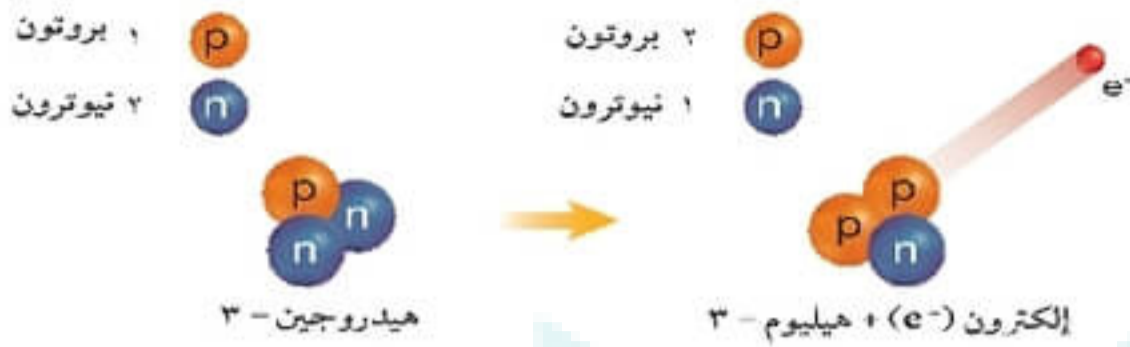 ١ بروتون p
٢ نيوترون n
p
n
n
هيدروجين - ٣
٢ بروتون p
١ نيوترون n
e⁻
p
p
n
إلكترون (e⁻) + هيليوم - ٣